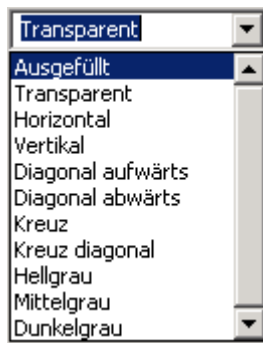 Transparent
Ausgefüllt
Transparent
Horizontal
Vertikal
Diagonal aufwärts
Diagonal abwärts
Kreuz
Kreuz diagonal
Hellgrau
Mittelgrau
Dunkelgrau